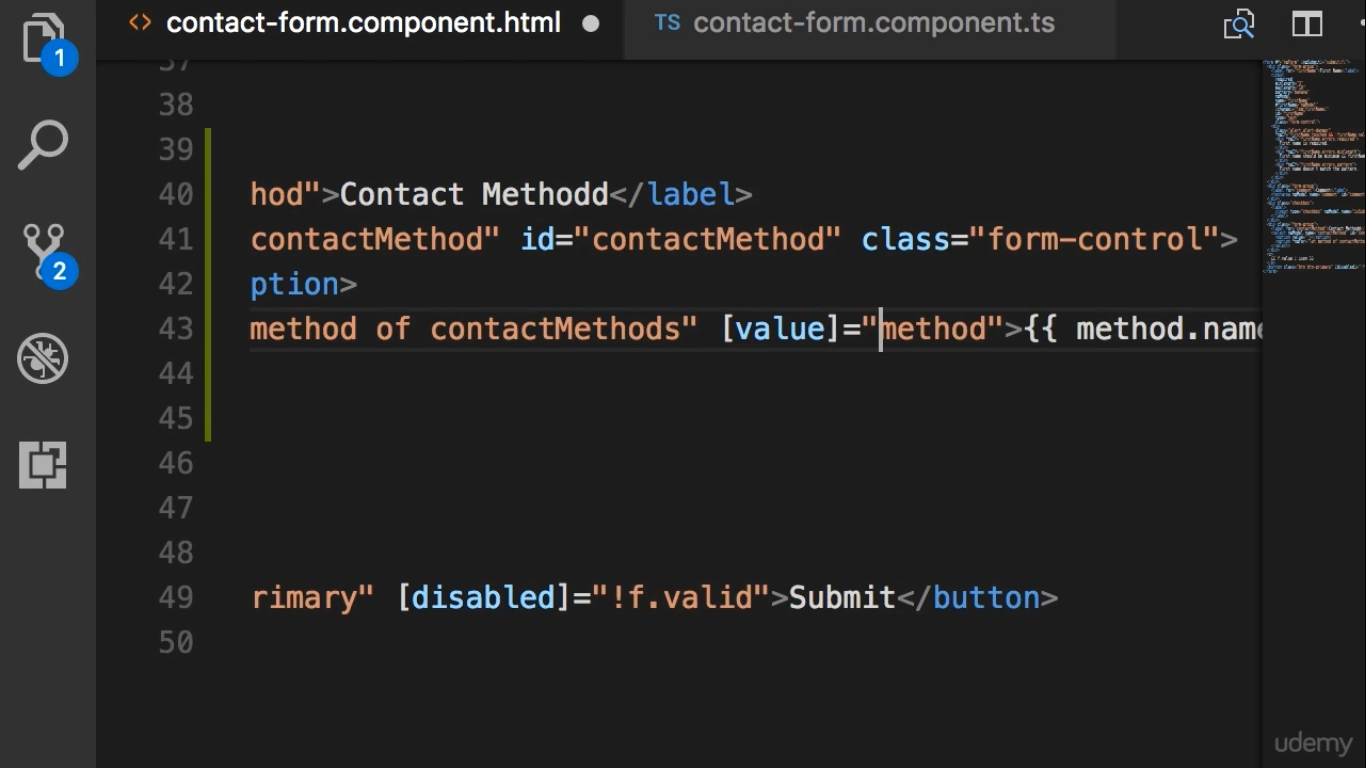 <> contact-form.component.html
TS contact-form.component.ts
1
2
37
38
39
40 hod">Contact Methodd</label>
41 contactMethod" id="contactMethod" class="form-control">
42 ption>
43 method of contactMethods" [value]="method">{{ method.name
44
45
46
47
48
49 rimary" [disabled]="!f.valid">Submit</button>
50
udemy